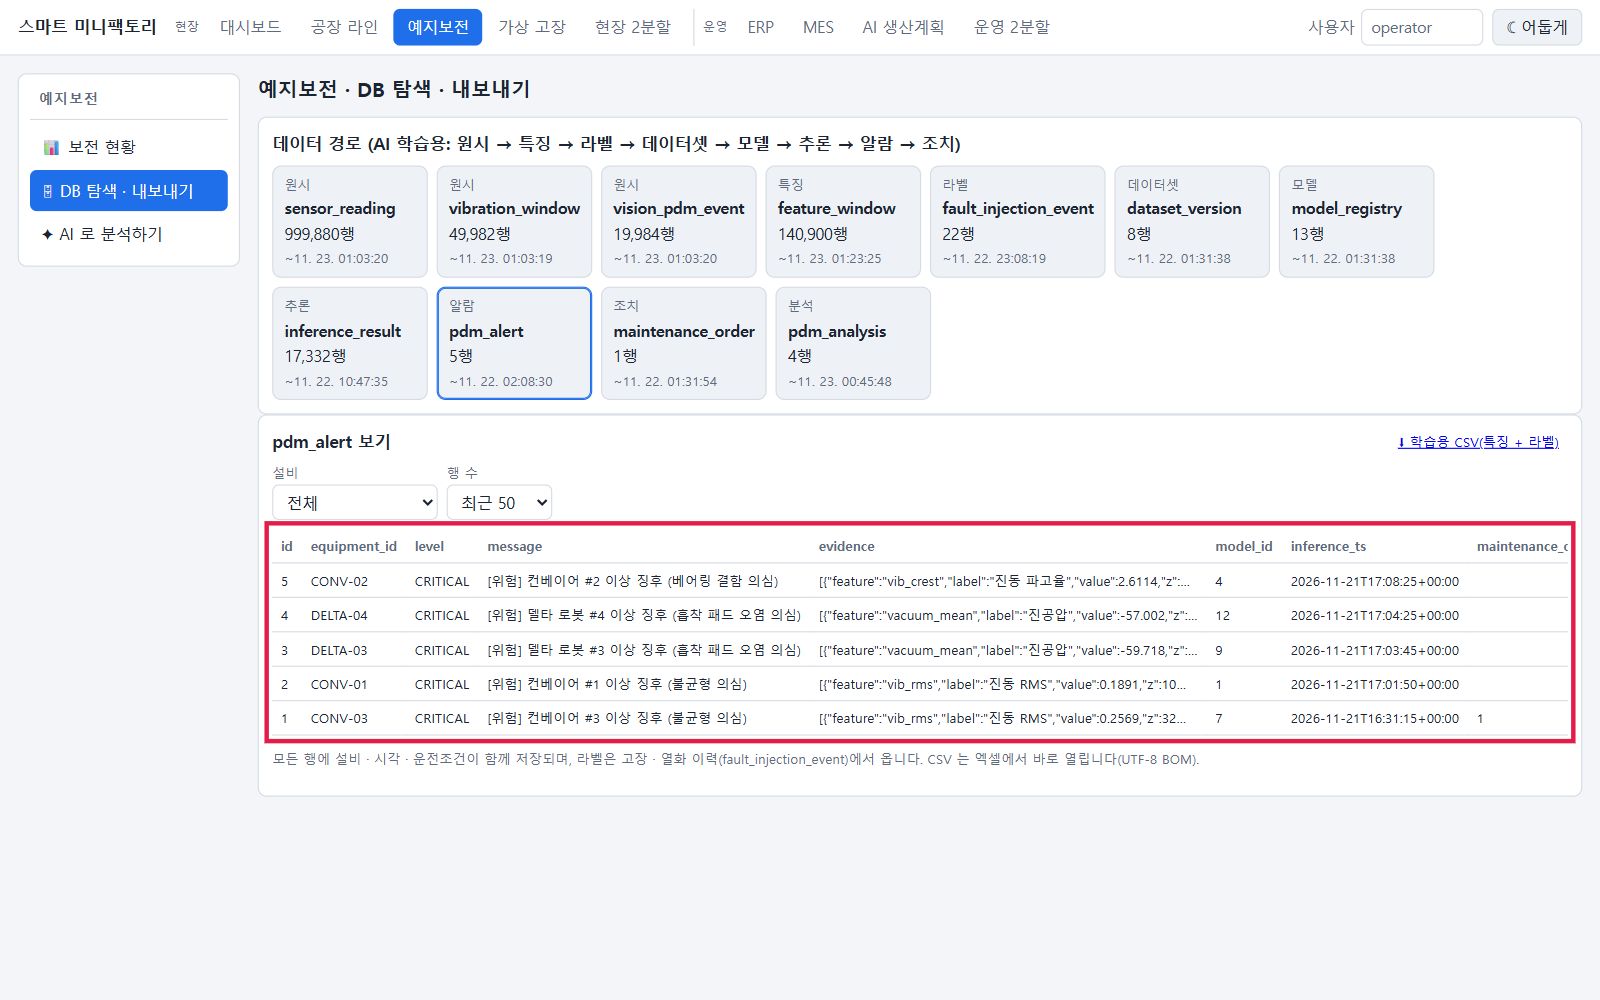 스마트 미니팩토리 현장 대시보드 공장 라인 예지보전 가상 고장 현장 2분할 운영 ERP MES AI 생산계획 운영 2분할 사용자 operator ☾ 어둡게
예지보전
보전 현황
DB 탐색 · 내보내기
✦ AI 로 분석하기
예지보전 · DB 탐색 · 내보내기
데이터 경로 (AI 학습용: 원시 → 특징 → 라벨 → 데이터셋 → 모델 → 추론 → 알람 → 조치)
원시 원시 원시 특징 라벨 데이터셋 모델
sensor_reading vibration_window vision_pdm_event feature_window fault_injection_event dataset_version model_registry
999,880행 49,982행 19,984행 140,900행 22행 8행 13행
~11. 23. 01:03:20 ~11. 23. 01:03:19 ~11. 23. 01:03:20 ~11. 23. 01:23:25 ~11. 22. 23:08:19 ~11. 22. 01:31:38 ~11. 22. 01:31:38
추론 알람 조치 분석
inference_result pdm_alert maintenance_order pdm_analysis
17,332행 5행 1행 4행
~11. 22. 10:47:35 ~11. 22. 02:08:30 ~11. 22. 01:31:54 ~11. 23. 00:45:48
pdm_alert 보기 ⬇ 학습용 CSV(특징 + 라벨)
설비 행 수
전체 최근 50
id equipment_id level message evidence model_id inference_ts maintenance_c
5 CONV-02 CRITICAL [위험] 컨베이어 #2 이상 징후 (베어링 결함 의심) [{"feature":"vib_crest","label":"진동 파고율","value":2.6114,"z":... 4 2026-11-21T17:08:25+00:00
4 DELTA-04 CRITICAL [위험] 델타 로봇 #4 이상 징후 (흡착 패드 오염 의심) [{"feature":"vacuum_mean","label":"진공압","value":-57.002,"z":... 12 2026-11-21T17:04:25+00:00
3 DELTA-03 CRITICAL [위험] 델타 로봇 #3 이상 징후 (흡착 패드 오염 의심) [{"feature":"vacuum_mean","label":"진공압","value":-59.718,"z":... 9 2026-11-21T17:03:45+00:00
2 CONV-01 CRITICAL [위험] 컨베이어 #1 이상 징후 (불균형 의심) [{"feature":"vib_rms","label":"진동 RMS","value":0.1891,"z":10... 1 2026-11-21T17:01:50+00:00
1 CONV-03 CRITICAL [위험] 컨베이어 #3 이상 징후 (불균형 의심) [{"feature":"vib_rms","label":"진동 RMS","value":0.2569,"z":32... 7 2026-11-21T16:31:15+00:00 1
모든 행에 설비 · 시각 · 운전조건이 함께 저장되며, 라벨은 고장 · 열화 이력(fault_injection_event)에서 옵니다. CSV 는 엑셀에서 바로 열립니다(UTF-8 BOM).